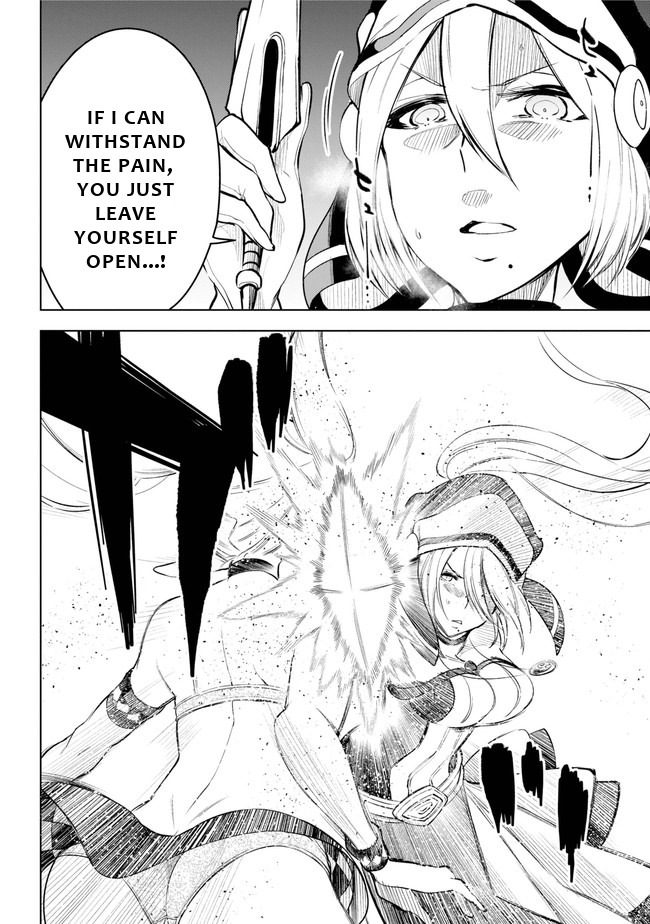 IF I CAN
WITHSTAND
THE PAIN,
YOU JUST
LEAVE
YOURSELF
OPEN...!